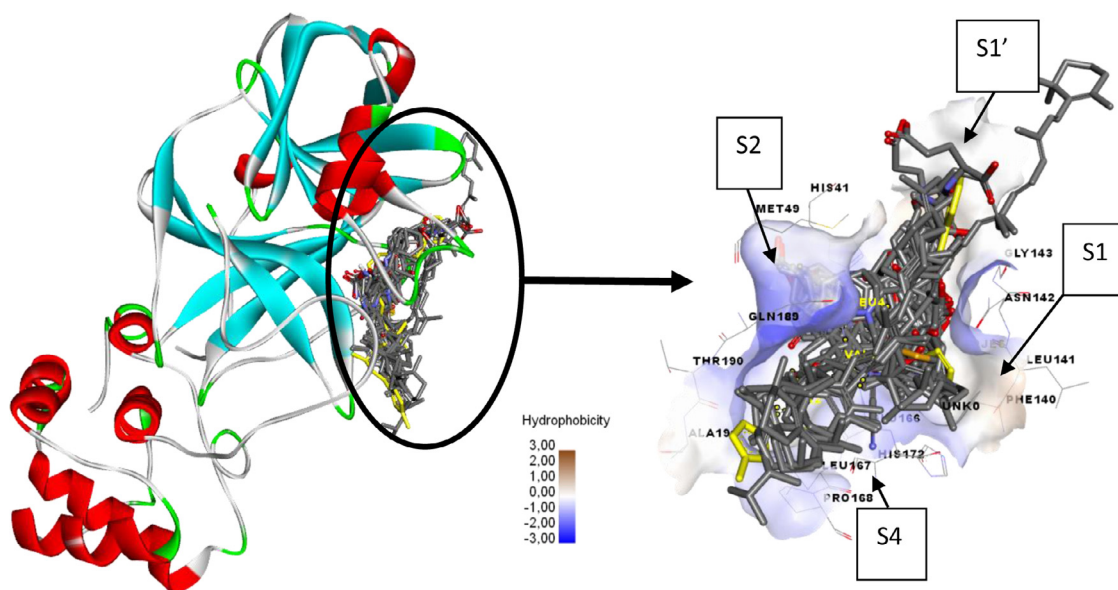 S1’
S2
HIS41
MET49
GLY143
S1
ASN142
GLN189
THR190
LEU141
PHE140
UNK0
166
HIS172
LEU167
PRO168
S4
Hydrophobicity
3,00
2,00
1,00
0,00
-1,00
-2,00
-3,00